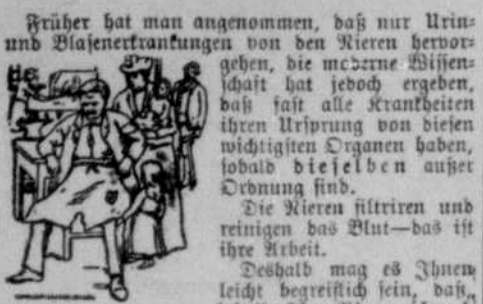 Früher hat man angenommen, daß nur Urin-
und Blasenerkrankungen von den Nieren hervor-
gehen, die moderne Wissen-
schaft hat jedoch ergeben,
daß fast alle Krankheiten
ihren Ursprung von diesen
wichtigsten Organen haben,
sobald dieselben außer
Ordnung sind.
Die Nieren filtriren und
reinigen das Blut—das ist
ihre Arbeit.
Deshalb mag es Ihnen
leicht begreiflich sein, daß,